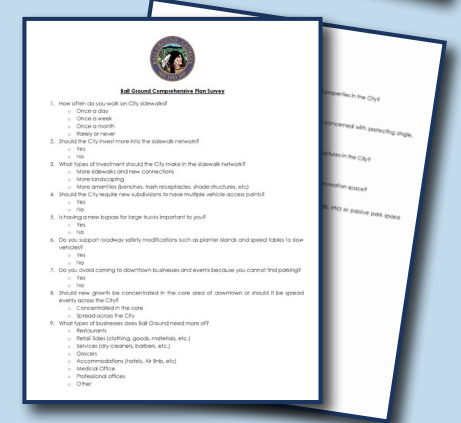 Ball Ground Comprehensive Plan Survey
1. How often do you walk on City sidewalks?
○ Once a day
○ Once a week
○ Once a month
○ Rarely or never
2. Should the City invest more into the sidewalk network?
○ Yes
○ No
3. What types of investment should the City make in the sidewalk network?
○ More sidewalks and new connections
○ More landscaping
○ More amenities (benches, trash receptacles, shade structures, etc)
4. Should the City require new subdivisions to have multiple vehicle access points?
○ Yes
○ No
5. Is having a new bypass for large trucks important to you?
○ Yes
○ No
6. Do you support roadway safety modifications such as planter islands and speed tables to slow
vehicles?
○ Yes
○ No
7. Do you avoid coming to downtown businesses and events because you cannot find parking?
○ Yes
○ No
8. Should new growth be concentrated in the core area of downtown or should it be spread
evenly across the City?
○ Concentrated in the core
○ Spread across the City
9. What types of businesses does Ball Ground need more of?
○ Restaurants
○ Retail Sales (clothing, goods, materials, etc.)
○ Services (dry cleaners, barbers, etc.)
○ Grocers
○ Accommodations (hotels, Air Bnb, etc)
○ Medical Office
○ Professional offices
○ Other
properties in the City?
concerned with protecting single,
structures in the City?
recreation space?
etc) or passive park space